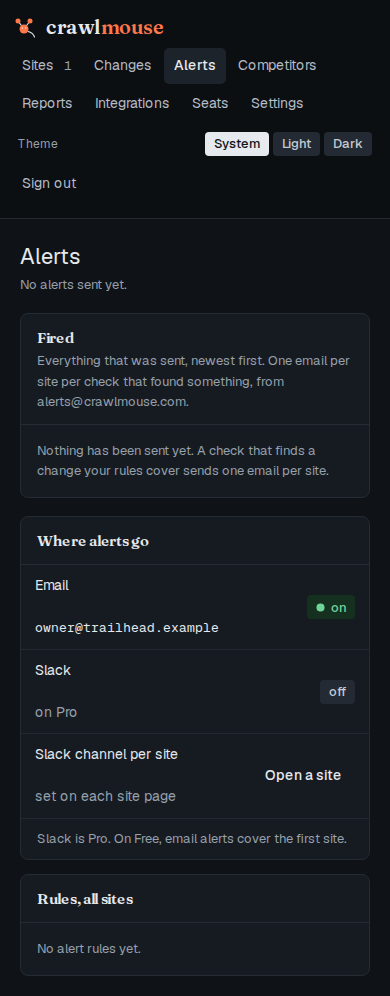 crawlmouse
Sites 1 Changes Alerts Competitors
Reports Integrations Seats Settings
Theme System Light Dark
Sign out
Alerts
No alerts sent yet.
Fired
Everything that was sent, newest first. One email per
site per check that found something, from
alerts@crawlmouse.com.
Nothing has been sent yet. A check that finds a
change your rules cover sends one email per site.
Where alerts go
Email
on
owner@trailhead.example
Slack
off
on Pro
Slack channel per site
Open a site
set on each site page
Slack is Pro. On Free, email alerts cover the first site.
Rules, all sites
No alert rules yet.